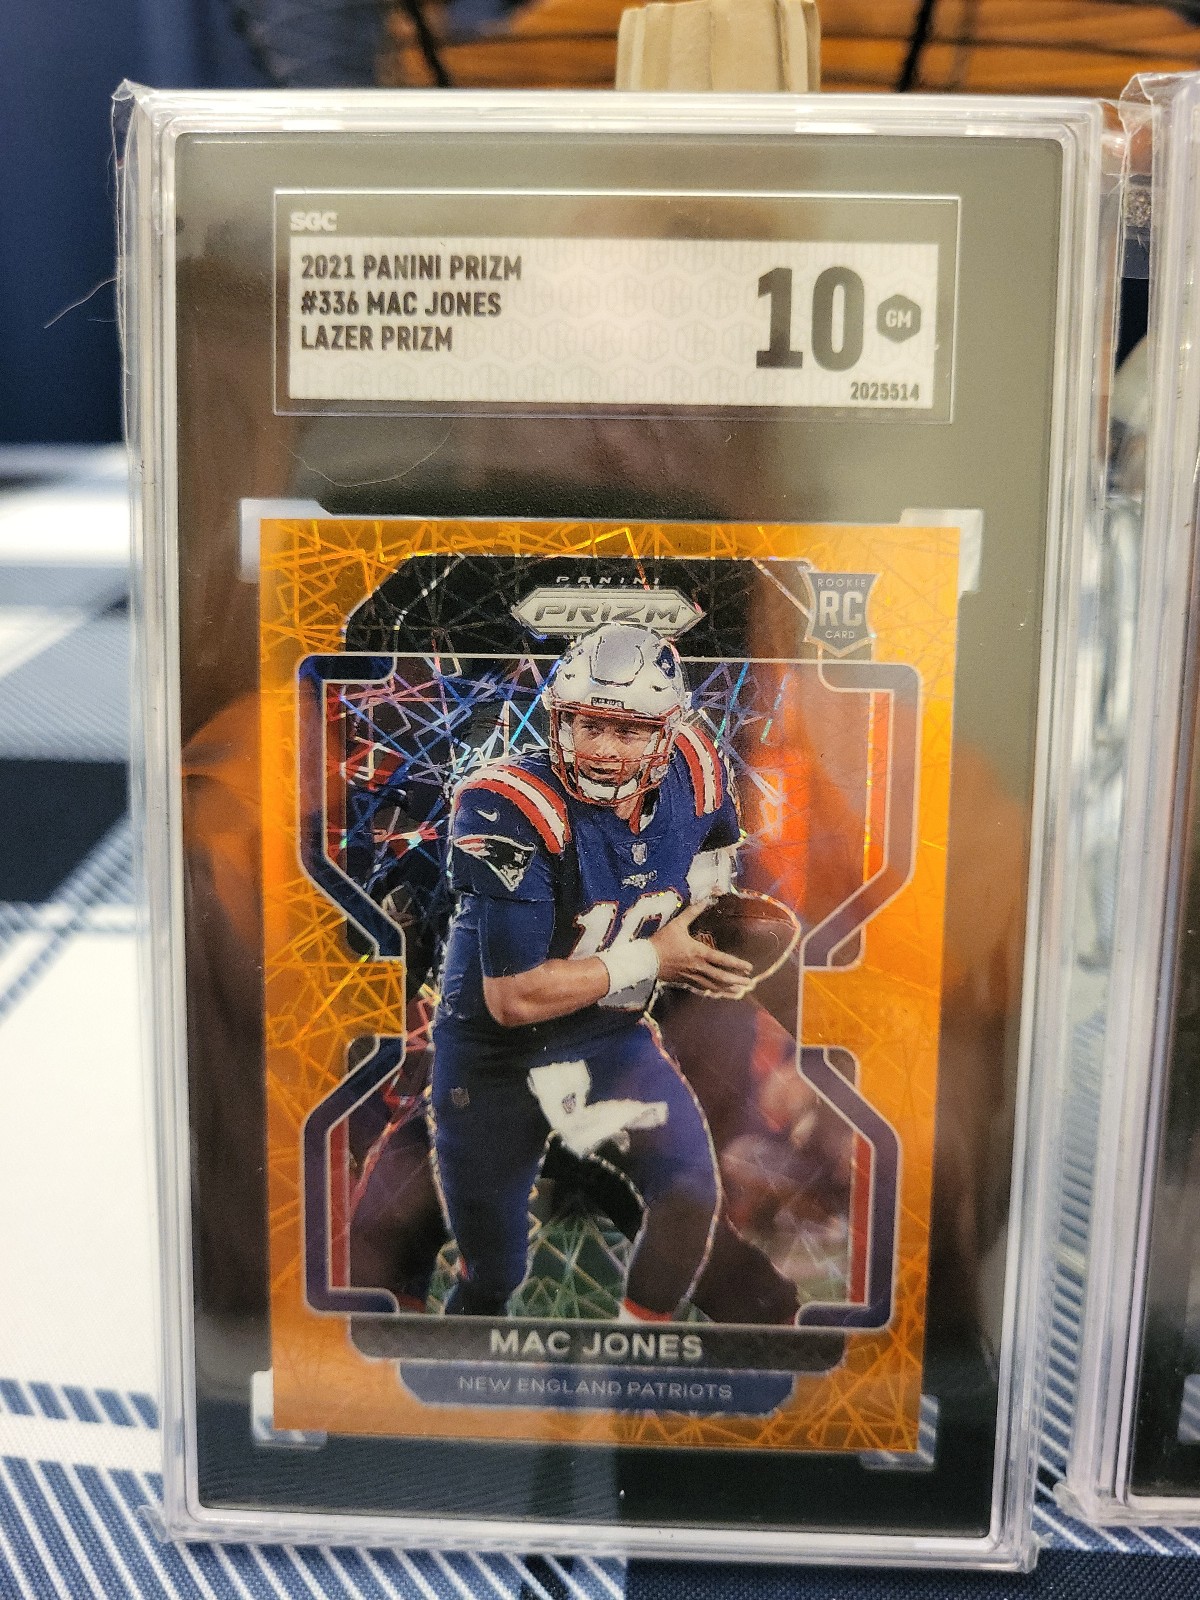 SGC
2021 PANINI PRIZM
#336 MAC JONES
LAZER PRIZM
10 GM
2025514
PANINI
PRIZM
ROOKIE
RC
CARD
10
MAC JONES
NEW ENGLAND PATRIOTS